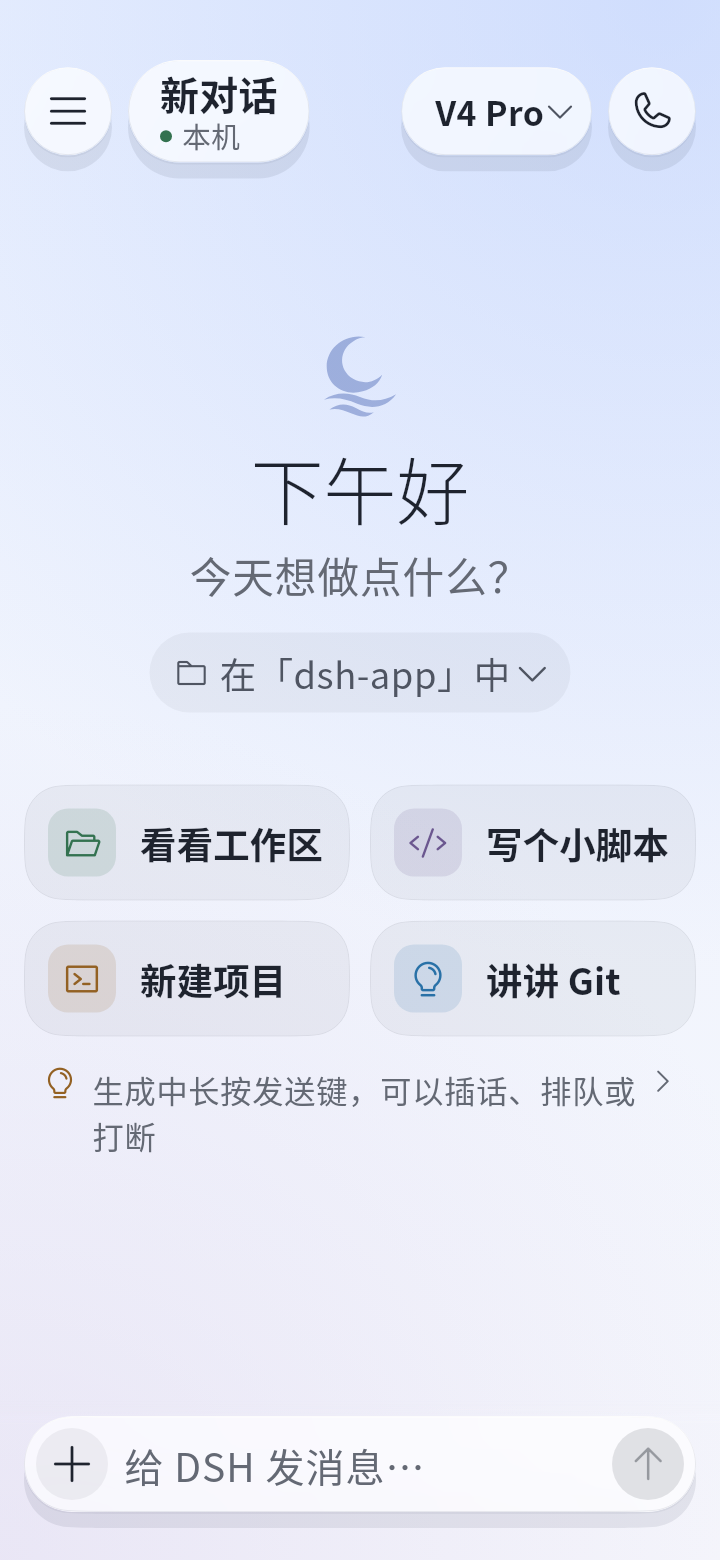 新对话
本机
V4 Pro
下午好
今天想做点什么？
在「dsh-app」中
看看工作区
写个小脚本
新建项目
讲讲 Git
生成中长按发送键，可以插话、排队或
打断
给 DSH 发消息…